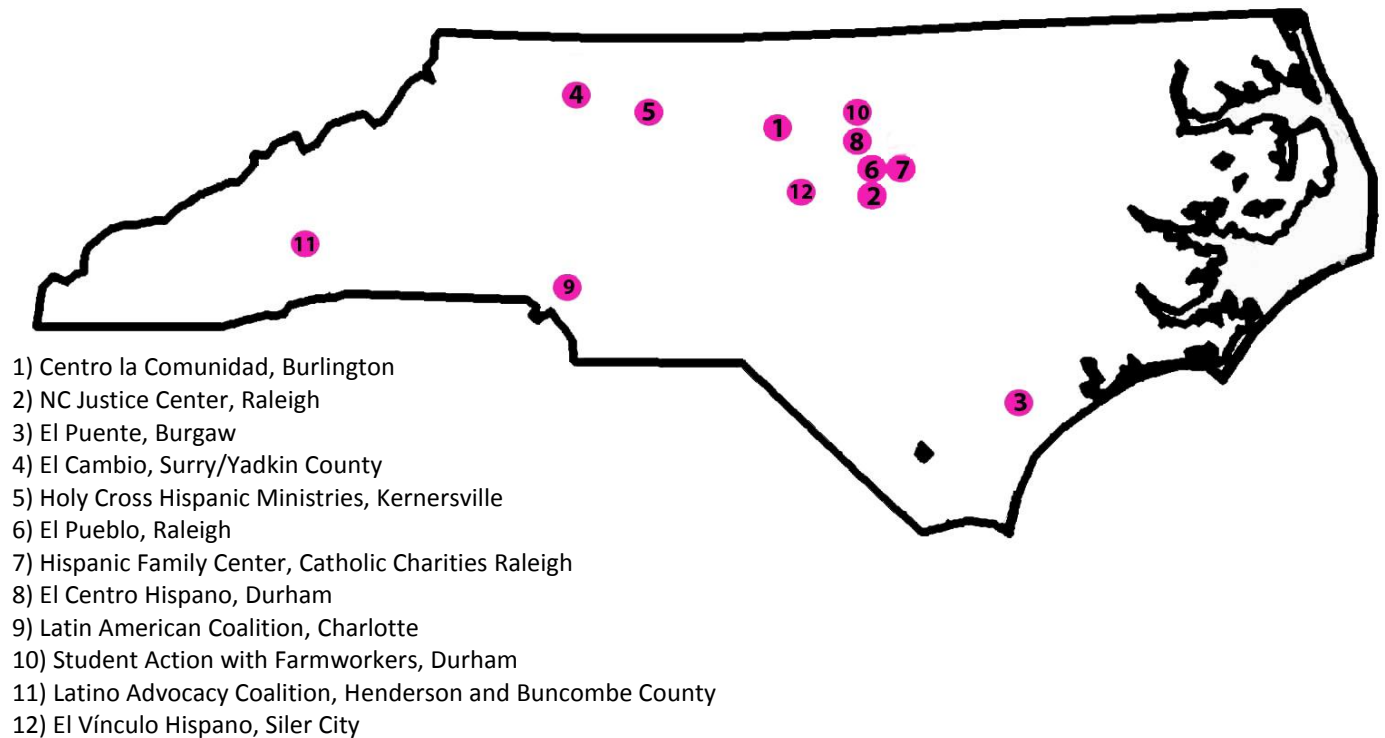 4
5
10
1
8
6
7
12
2
11
9
3
1) Centro la Comunidad, Burlington
2) NC Justice Center, Raleigh
3) El Puente, Burgaw
4) El Cambio, Surry/Yadkin County
5) Holy Cross Hispanic Ministries, Kernersville
6) El Pueblo, Raleigh
7) Hispanic Family Center, Catholic Charities Raleigh
8) El Centro Hispano, Durham
9) Latin American Coalition, Charlotte
10) Student Action with Farmworkers, Durham
11) Latino Advocacy Coalition, Henderson and Buncombe County
12) El Vínculo Hispano, Siler City